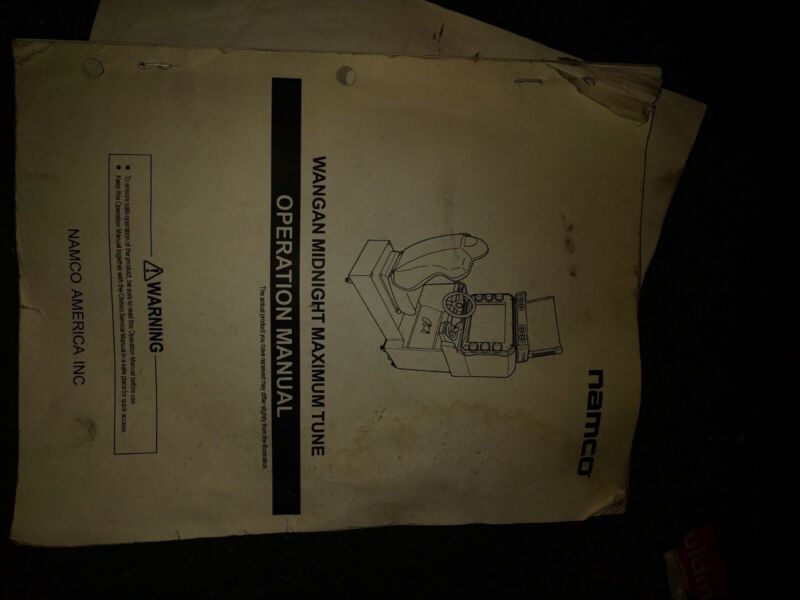 namco
WANGAN MIDNIGHT MAXIMUM TUNE
OPERATION MANUAL
The actual product you have received may differ slightly from the illustration.
WARNING
● To ensure safe operation of the product, be sure to read this Operation Manual before use.
● Keep this Operation Manual together with the Chihiro Service Manual in a safe place for quick access.
NAMCO AMERICA INC